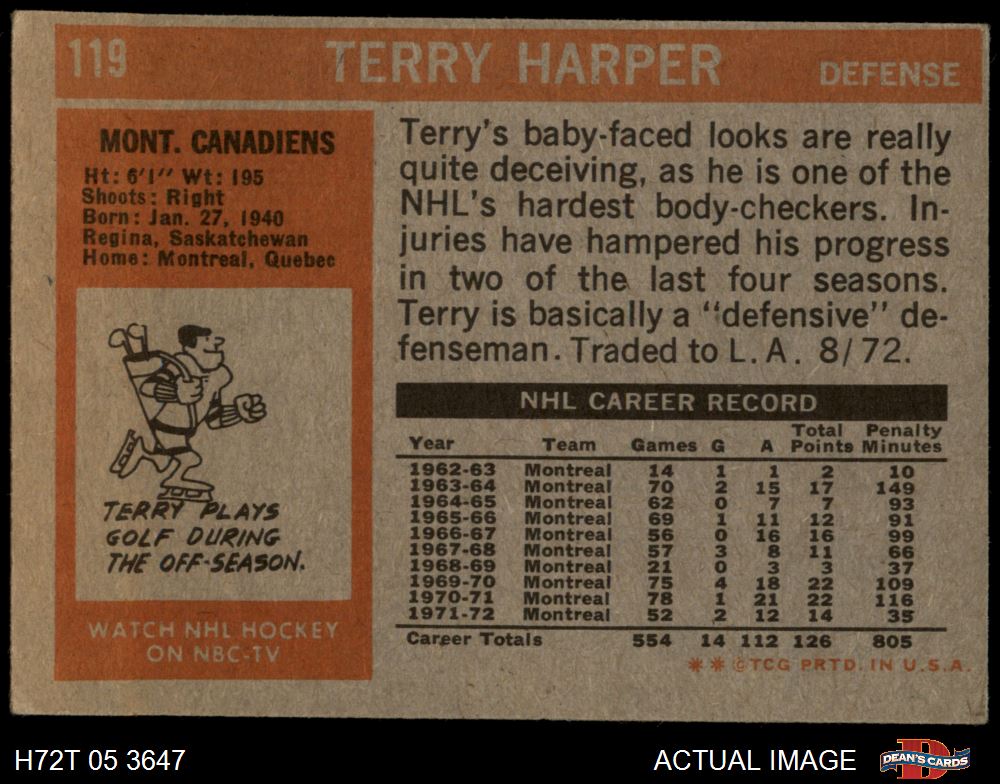 119 TERRY HARPER DEFENSE
MONT. CANADIENS
Ht: 6'1" Wt: 195
Shoots: Right
Born: Jan. 27, 1940
Regina, Saskatchewan
Home: Montreal, Quebec
TERRY PLAYS
GOLF DURING
THE OFF-SEASON.
WATCH NHL HOCKEY
ON NBC-TV
Terry's baby-faced looks are really
quite deceiving, as he is one of the
NHL's hardest body-checkers. In-
juries have hampered his progress
in two of the last four seasons.
Terry is basically a "defensive" de-
fenseman. Traded to L.A. 8/72.
NHL CAREER RECORD
Year Team Games G A Total Points Penalty Minutes
1962-63 Montreal 14 1 1 2 10
1963-64 Montreal 70 2 15 17 149
1964-65 Montreal 62 0 7 7 93
1965-66 Montreal 69 1 11 12 91
1966-67 Montreal 56 0 16 16 99
1967-68 Montreal 57 3 8 11 66
1968-69 Montreal 21 0 3 3 37
1969-70 Montreal 75 4 18 22 109
1970-71 Montreal 78 1 21 22 116
1971-72 Montreal 52 2 12 14 35
Career Totals 554 14 112 126 805
** ©TCG PRTD. IN U.S.A.
H72T 05 3647 ACTUAL IMAGE D DEAN'S CARDS